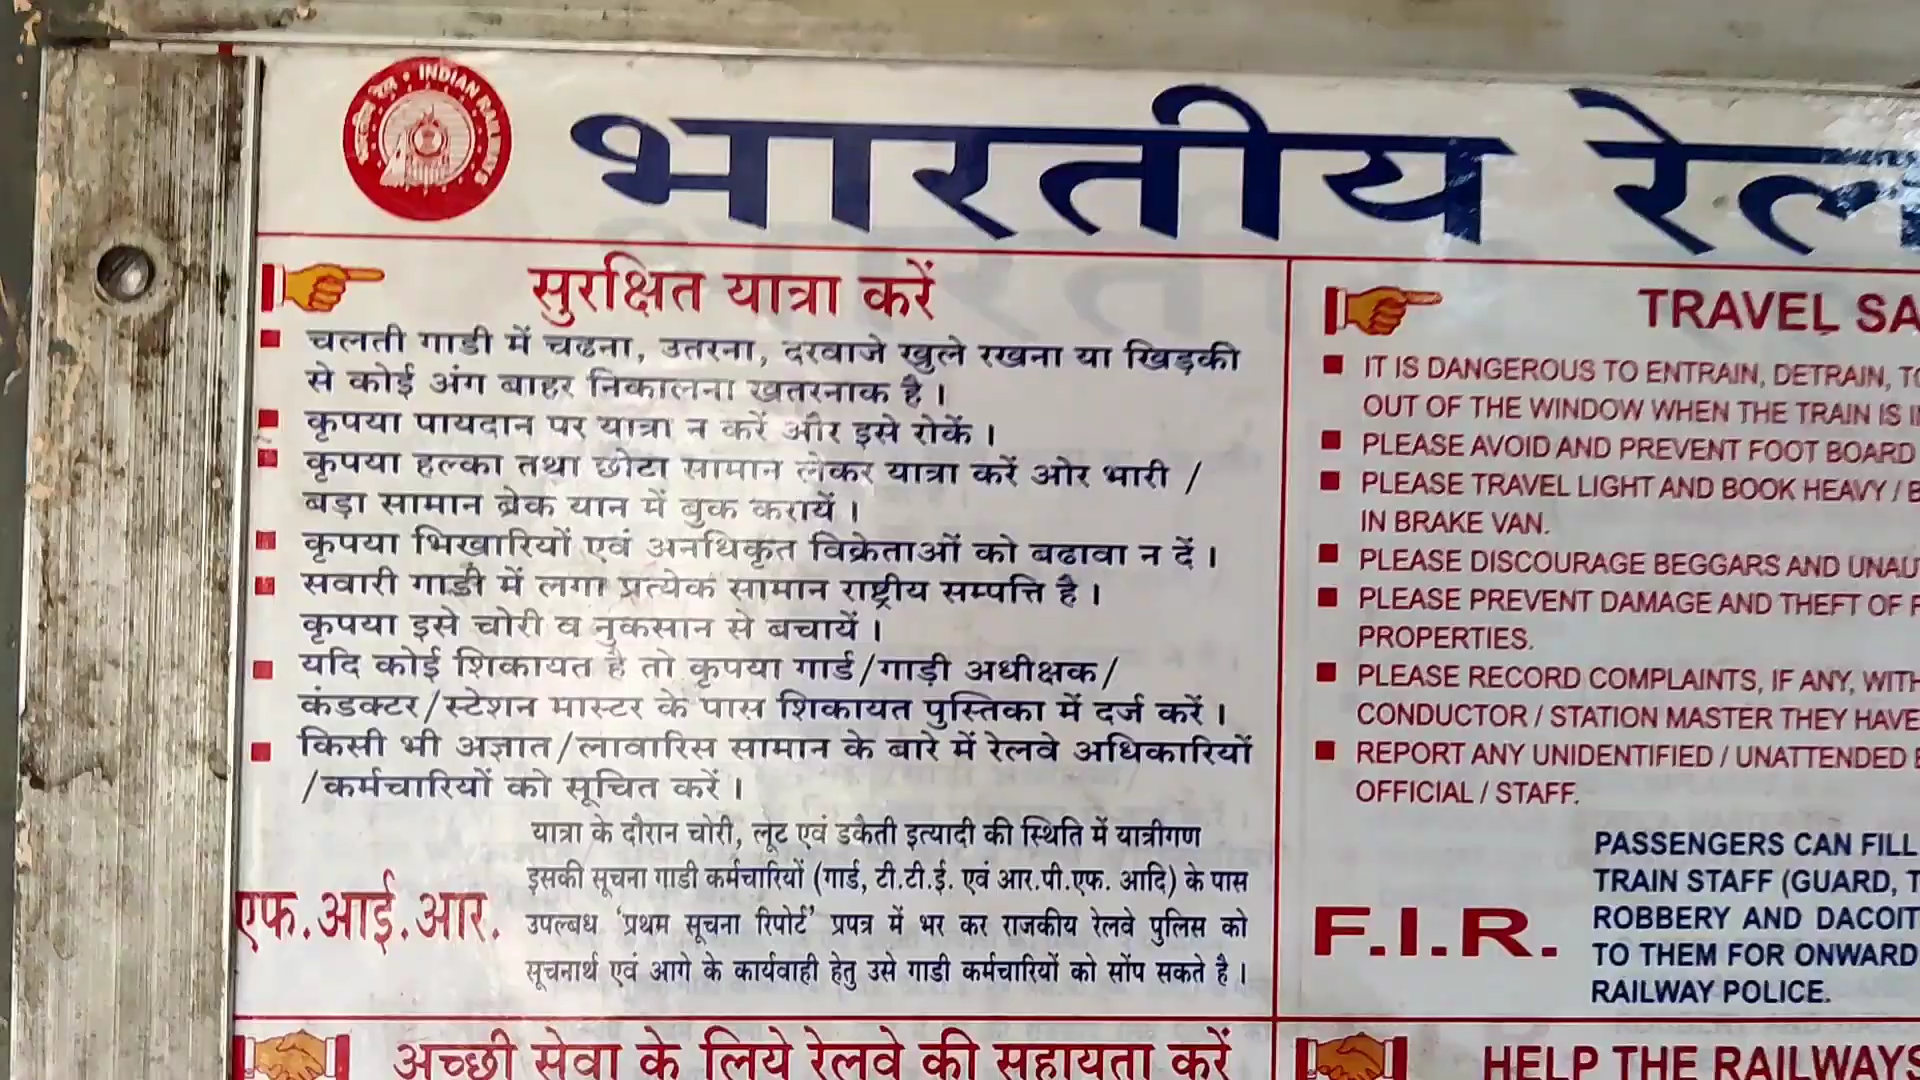 भारतीय रेल · INDIAN RAILWAYS
भारतीय रेल
सुरक्षित यात्रा करें
चलती गाडी में चढना, उतरना, दरवाजे खुले रखना या खिड़की
से कोई अंग बाहर निकालना खतरनाक है ।
कृपया पायदान पर यात्रा न करें और इसे रोकें ।
कृपया हल्का तथा छोटा सामान लेकर यात्रा करें ओर भारी /
बड़ा सामान ब्रेक यान में बुक करायें ।
कृपया भिखारियों एवं अनधिकृत विक्रेताओं को बढावा न दें ।
सवारी गाड़ी में लगा प्रत्येक सामान राष्ट्रीय सम्पत्ति है ।
कृपया इसे चोरी व नुकसान से बचायें ।
यदि कोई शिकायत है तो कृपया गार्ड/गाड़ी अधीक्षक/
कंडक्टर/स्टेशन मास्टर के पास शिकायत पुस्तिका में दर्ज करें ।
किसी भी अज्ञात/लावारिस सामान के बारे में रेलवे अधिकारियों
/कर्मचारियों को सूचित करें ।
एफ.आई.आर.
यात्रा के दौरान चोरी, लूट एवं डकैती इत्यादी की स्थिति में यात्रीगण
इसकी सूचना गाडी कर्मचारियों (गार्ड, टी.टी.ई. एवं आर.पी.एफ. आदि) के पास
उपल्बध ‘प्रथम सूचना रिपोर्ट’ प्रपत्र में भर कर राजकीय रेलवे पुलिस को
सूचनार्थ एवं आगे के कार्यवाही हेतु उसे गाडी कर्मचारियों को सोंप सकते है ।
अच्छी सेवा के लिये रेलवे की सहायता करें
TRAVEL SA
IT IS DANGEROUS TO ENTRAIN, DETRAIN,
OUT OF THE WINDOW WHEN THE TRAIN IS
PLEASE AVOID AND PREVENT FOOT BOARD
PLEASE TRAVEL LIGHT AND BOOK HEAVY /
IN BRAKE VAN.
PLEASE DISCOURAGE BEGGARS AND UNAU
PLEASE PREVENT DAMAGE AND THEFT OF
PROPERTIES.
PLEASE RECORD COMPLAINTS, IF ANY, WITH
CONDUCTOR / STATION MASTER THEY HAVE
REPORT ANY UNIDENTIFIED / UNATTENDED
OFFICIAL / STAFF.
F.I.R.
PASSENGERS CAN FILL
TRAIN STAFF (GUARD,
ROBBERY AND DACOIT
TO THEM FOR ONWARD
RAILWAY POLICE.
HELP THE RAILWAYS